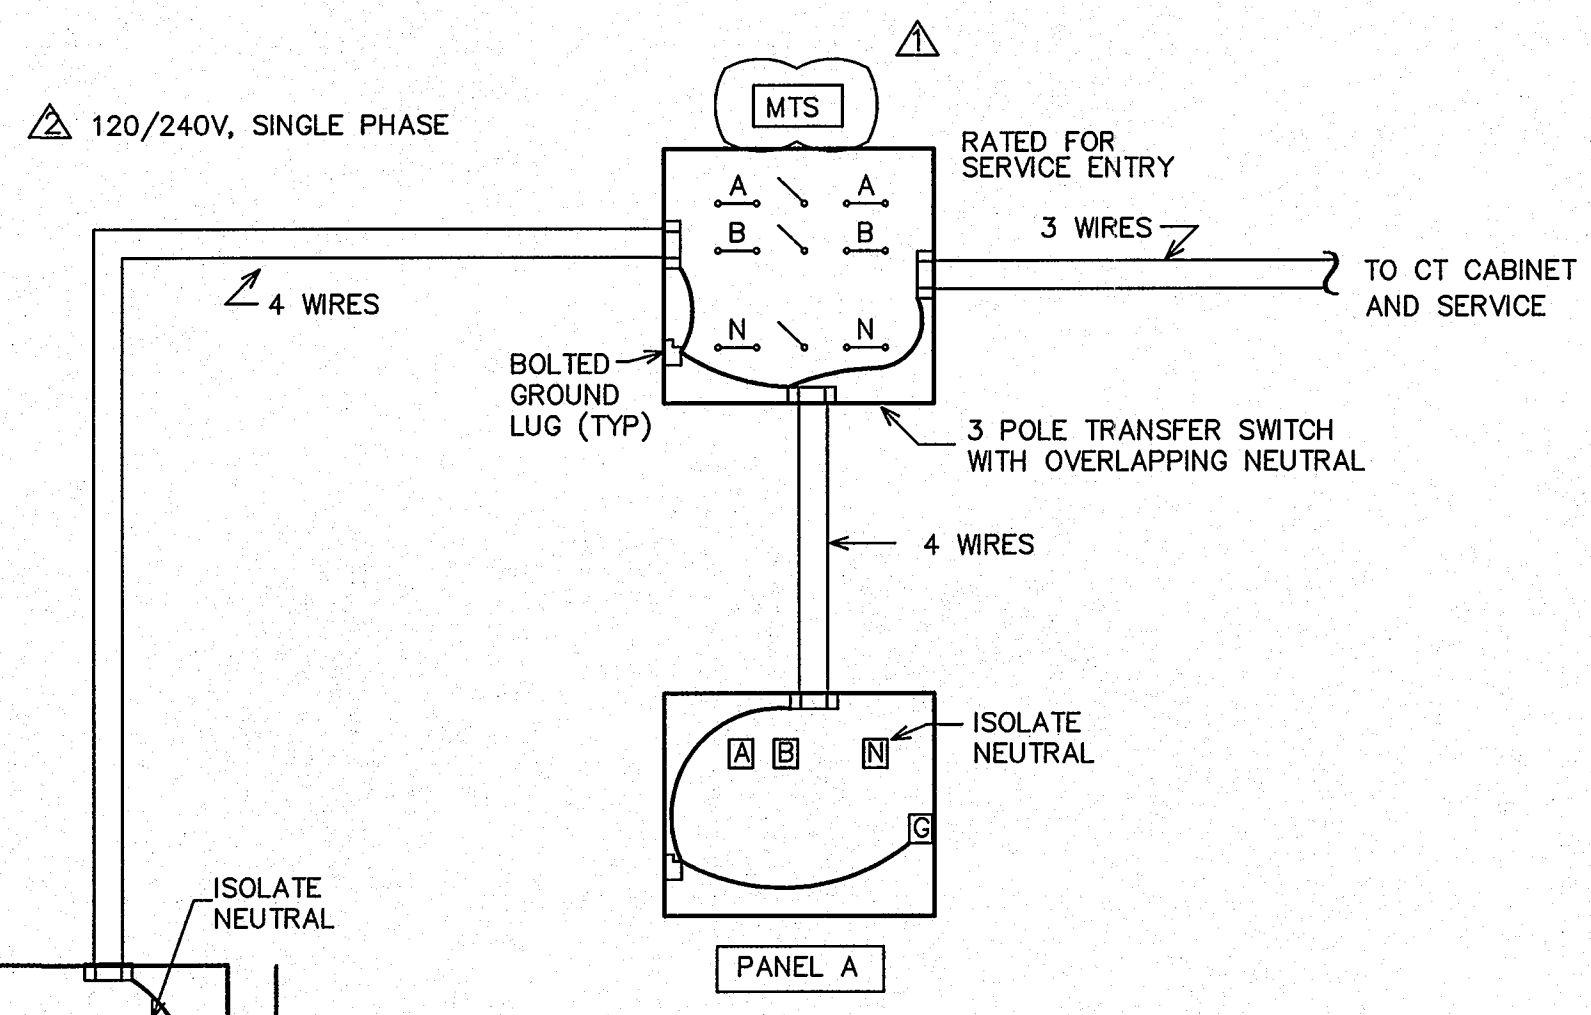 1
MTS
2 120/240V, SINGLE PHASE
RATED FOR
SERVICE ENTRY
A A
B B
N N
3 WIRES
TO CT CABINET
AND SERVICE
4 WIRES
BOLTED
GROUND
LUG (TYP)
3 POLE TRANSFER SWITCH
WITH OVERLAPPING NEUTRAL
4 WIRES
ISOLATE
NEUTRAL
A B N
G
ISOLATE
NEUTRAL
PANEL A